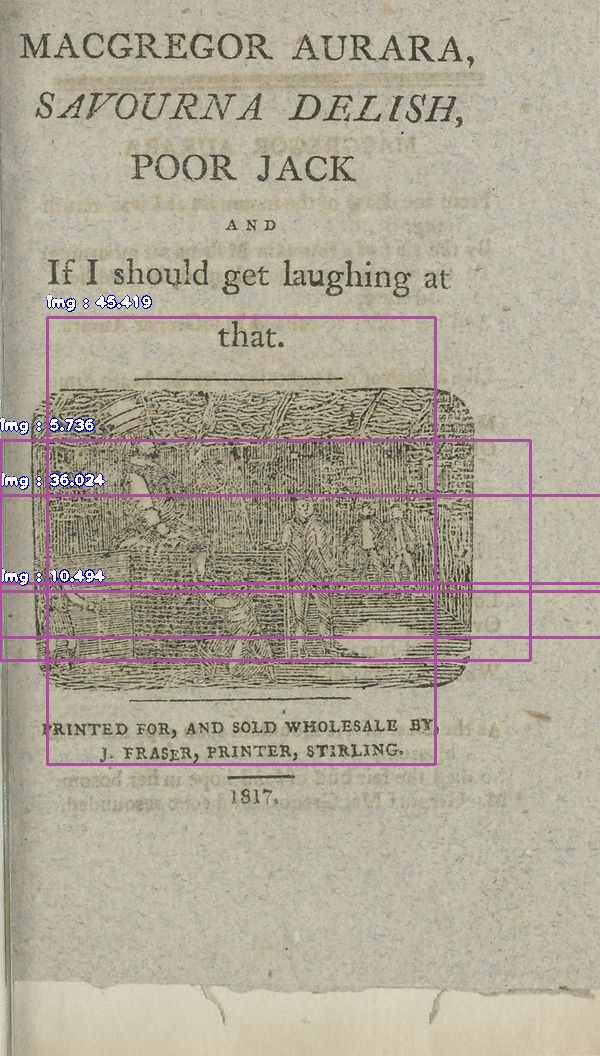 MACGREGOR AURARA,
SAVOURNA DELISH,
POOR JACK
AND
If I should get laughing at
Img : 45.419
that.
Img : 5.736
Img : 36.024
Img : 10.494
PRINTED FOR, AND SOLD WHOLESALE BY,
J. FRASER, PRINTER, STIRLING.
1817.